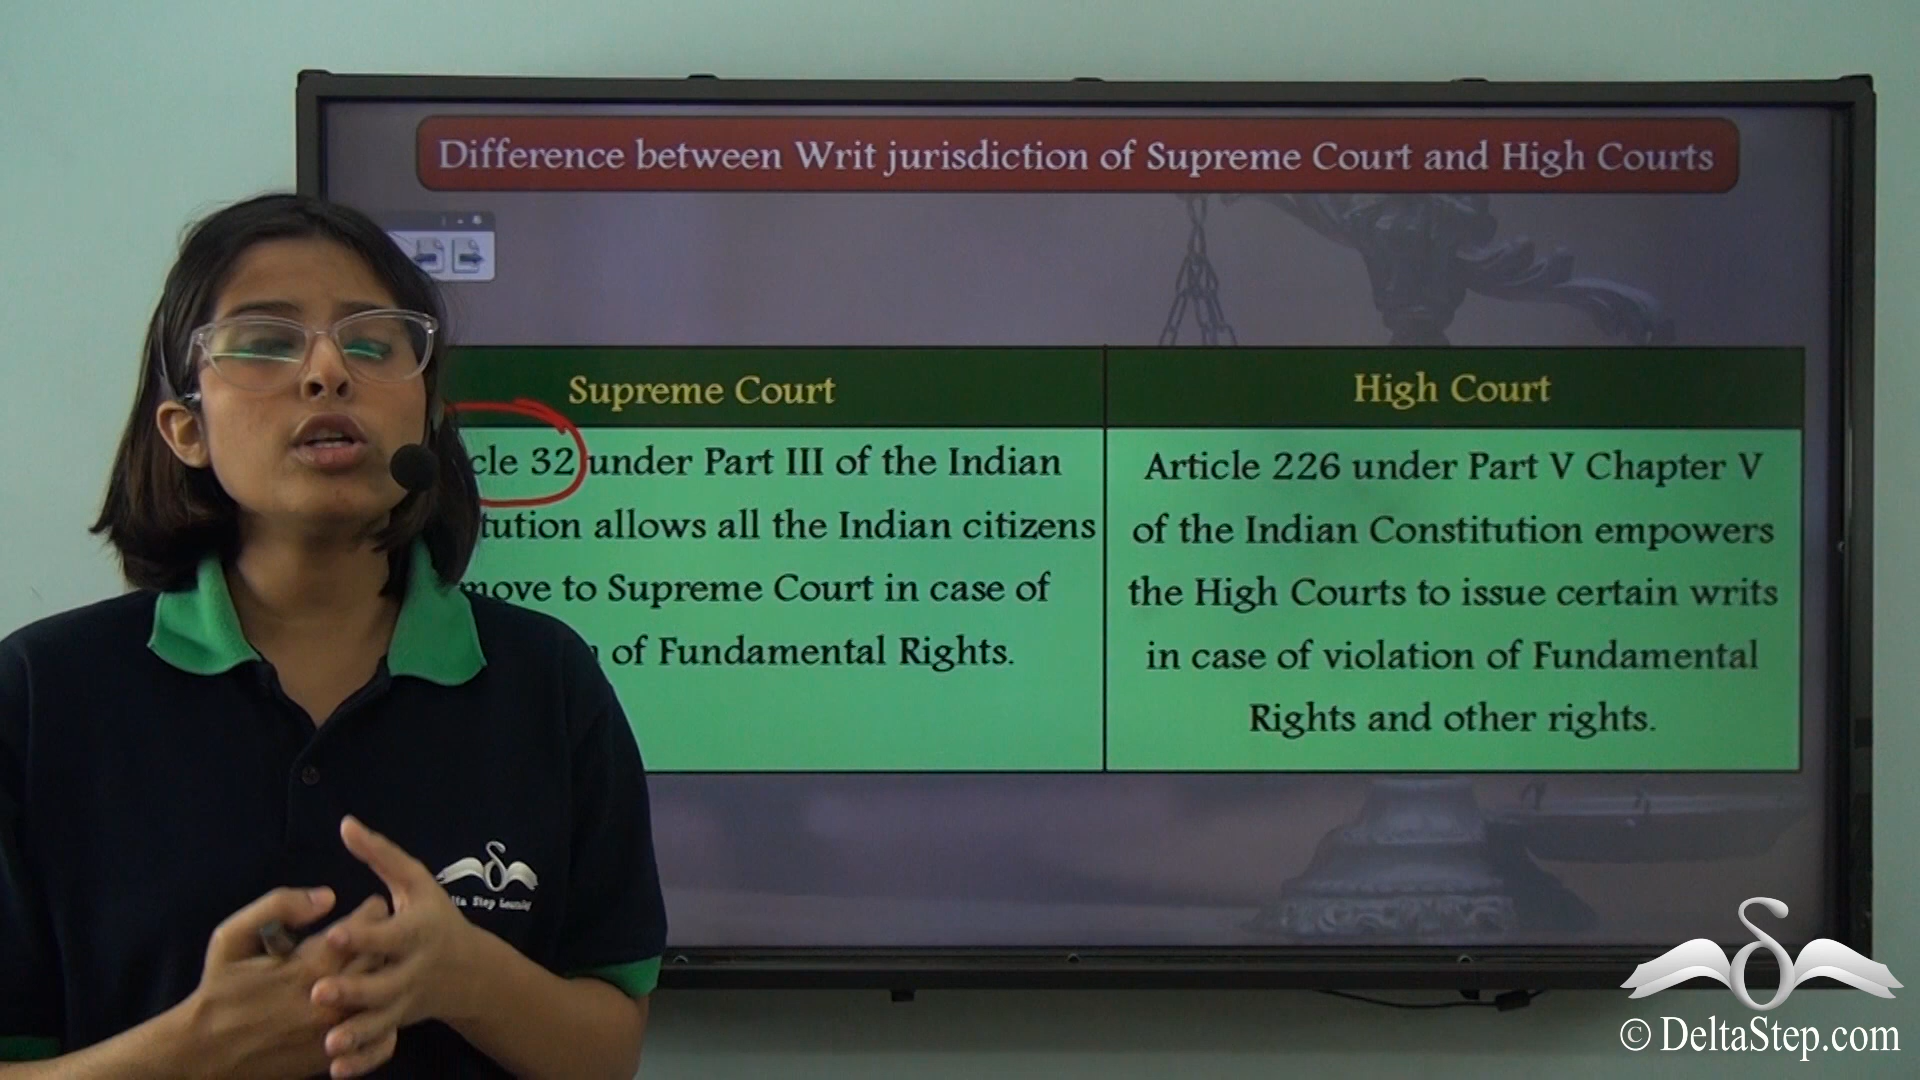 Difference between Writ jurisdiction of Supreme Court and High Courts
Supreme Court
cle 32 under Part III of the Indian
tution allows all the Indian citizens
move to Supreme Court in case of
of Fundamental Rights.
High Court
Article 226 under Part V Chapter V
of the Indian Constitution empowers
the High Courts to issue certain writs
in case of violation of Fundamental
Rights and other rights.
lta Step Learning
© DeltaStep.com